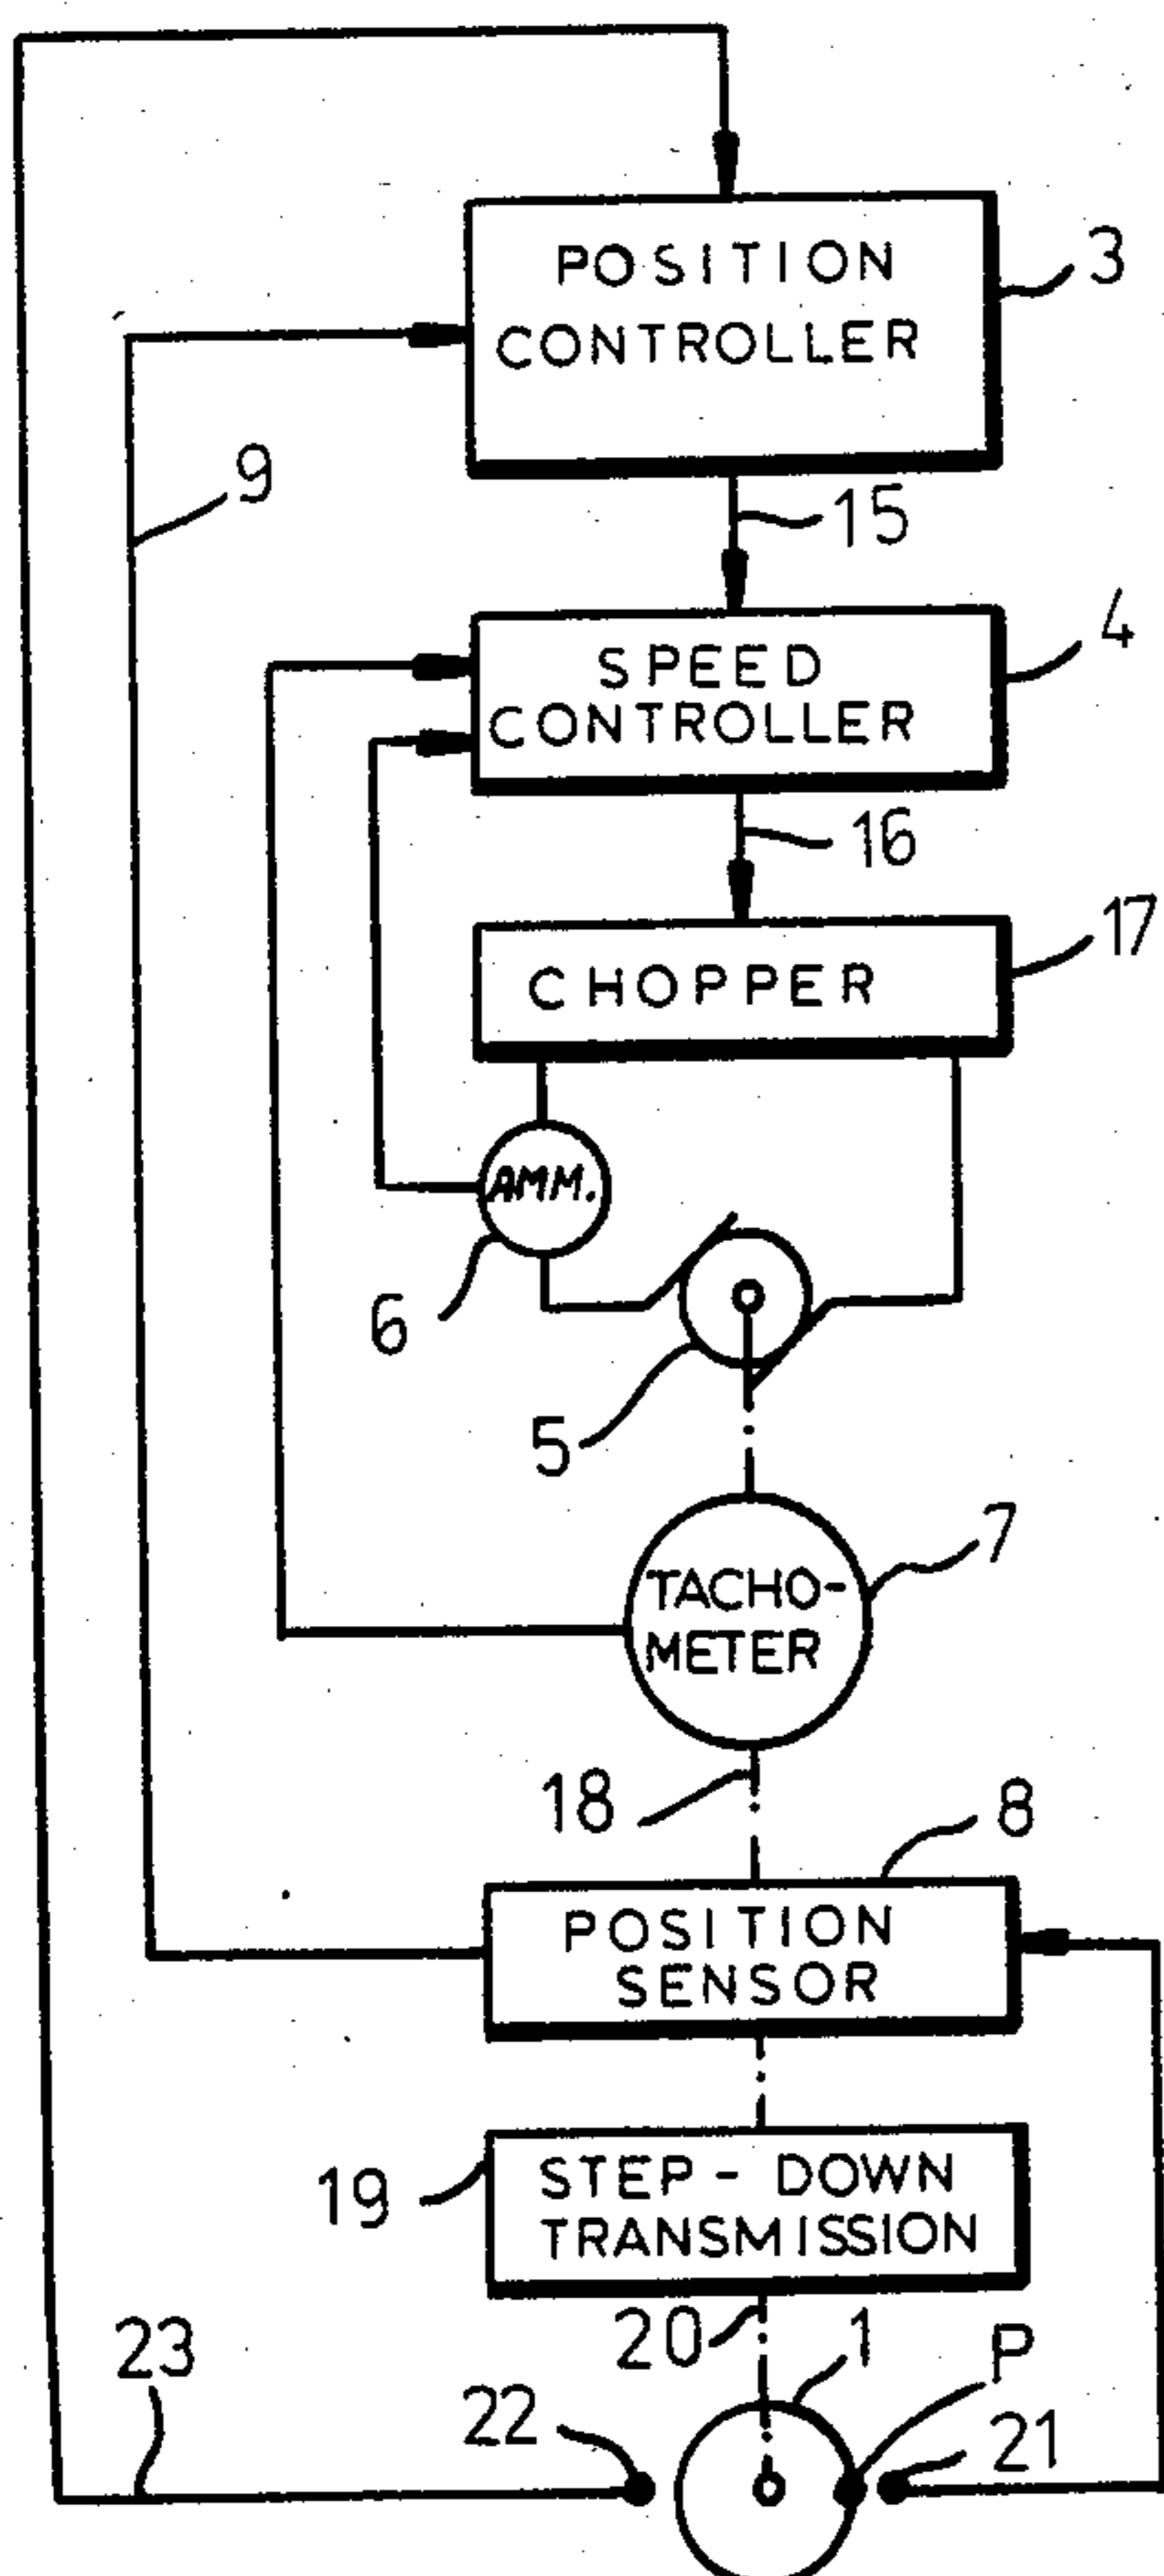 POSITION
CONTROLLER
3
9
15
SPEED
CONTROLLER
4
16
CHOPPER
17
AMM.
6
5
TACHO-
METER
7
18
8
POSITION
SENSOR
19
STEP-DOWN
TRANSMISSION
20
1
P
23
22
21